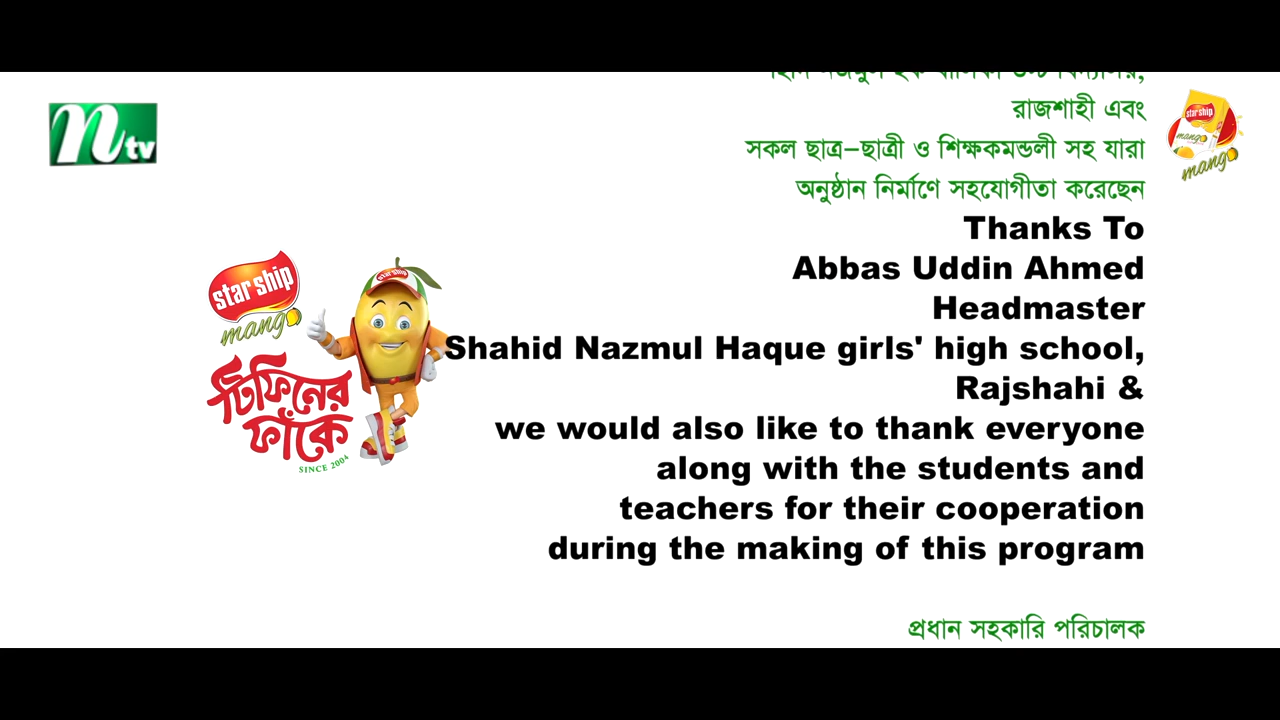 রাজশাহী এবং
সকল ছাত্র-ছাত্রী ও শিক্ষকমন্ডলী সহ যারা
অনুষ্ঠান নির্মাণে সহযোগীতা করেছেন
Thanks To
Abbas Uddin Ahmed
Headmaster
Shahid Nazmul Haque girls' high school,
Rajshahi &
we would also like to thank everyone
along with the students and
teachers for their cooperation
during the making of this program
প্রধান সহকারি পরিচালক
ntv
star ship
mango
টিফিনের
ফাঁকে
SINCE 2004
star ship
star ship
mango
mango